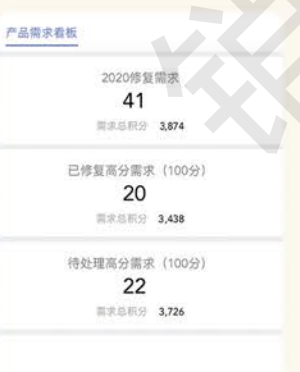 产品需求看板
2020修复需求
41
需求总积分 3,874
已修复高分需求（100分）
20
需求总积分 3,438
待处理高分需求（100分）
22
需求总积分 3,726